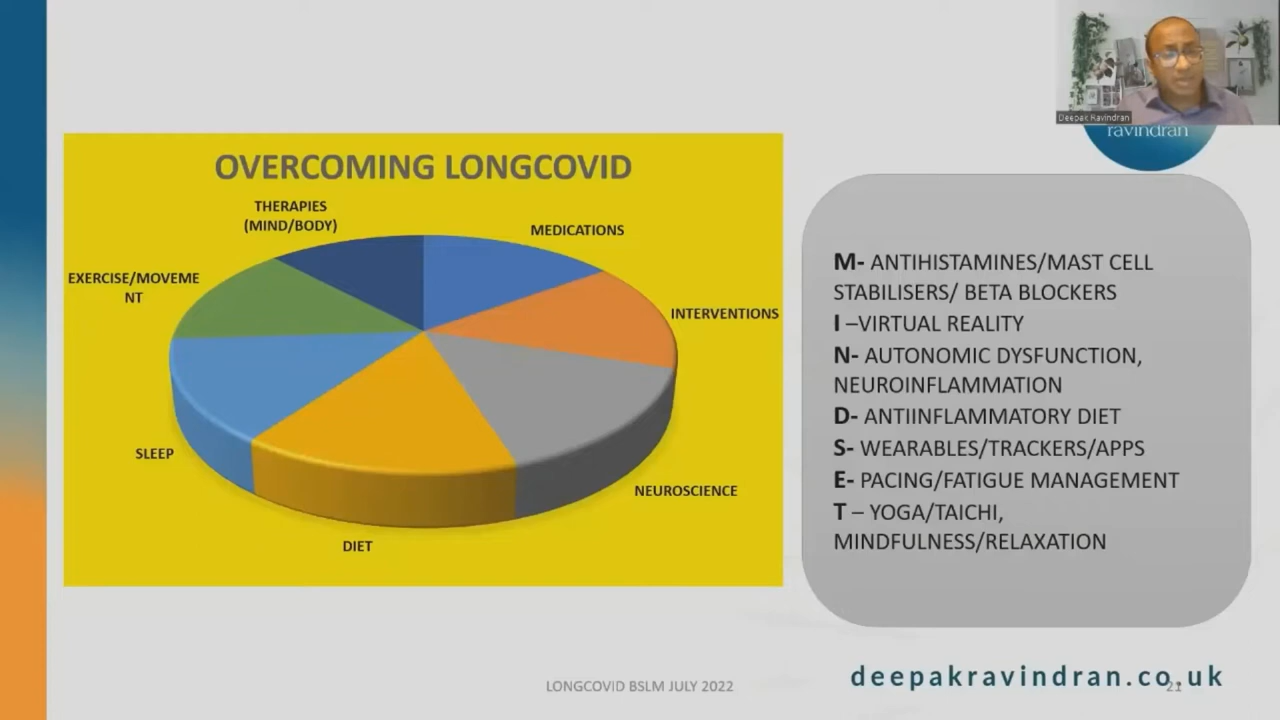 Deepak Ravindran
ravindran
OVERCOMING LONGCOVID
THERAPIES
(MIND/BODY)
MEDICATIONS
EXERCISE/MOVEME
NT
INTERVENTIONS
SLEEP
NEUROSCIENCE
DIET
M- ANTIHISTAMINES/MAST CELL
STABILISERS/ BETA BLOCKERS
I –VIRTUAL REALITY
N- AUTONOMIC DYSFUNCTION,
NEUROINFLAMMATION
D- ANTIINFLAMMATORY DIET
S- WEARABLES/TRACKERS/APPS
E- PACING/FATIGUE MANAGEMENT
T – YOGA/TAICHI,
MINDFULNESS/RELAXATION
LONGCOVID BSLM JULY 2022
deepakravindran.co.uk
21